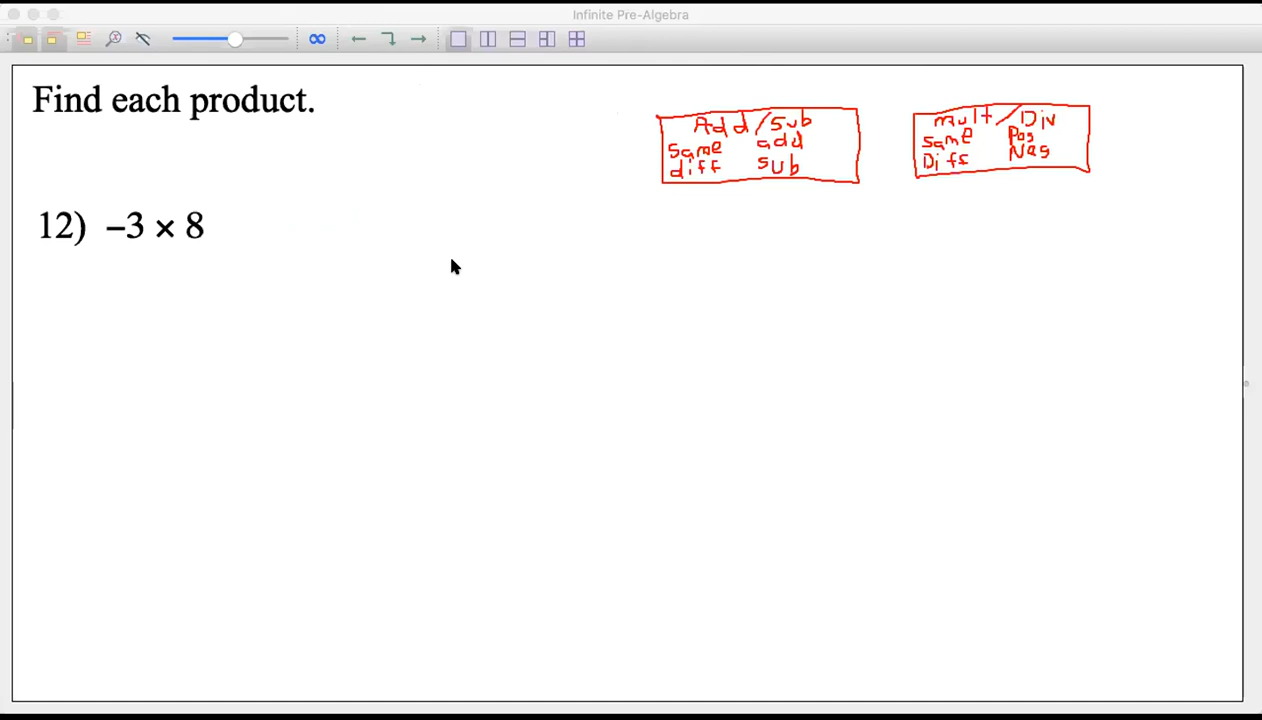 Infinite Pre-Algebra
Find each product.
Add/Sub
Same add
diff sub
mult/Div
Same Pos
Diff Neg
12) –3 × 8